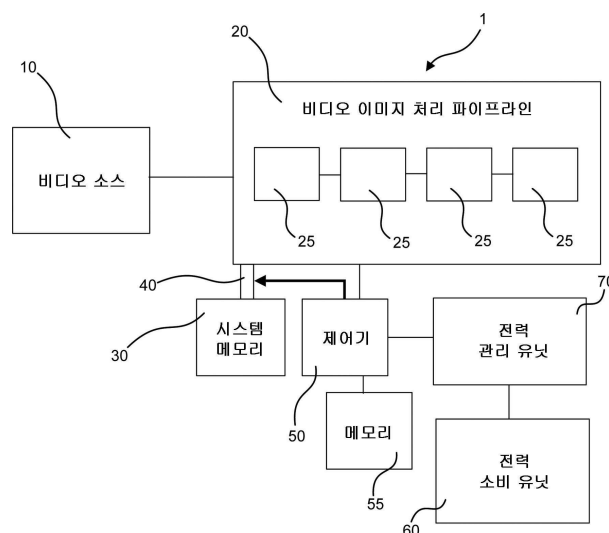 1
20
10
비디오 이미지 처리 파이프라인
비디오 소스
25
25
25
25
40
70
시스템
메모리
제어기
전력
관리 유닛
30
50
메모리
전력
소비 유닛
55
60